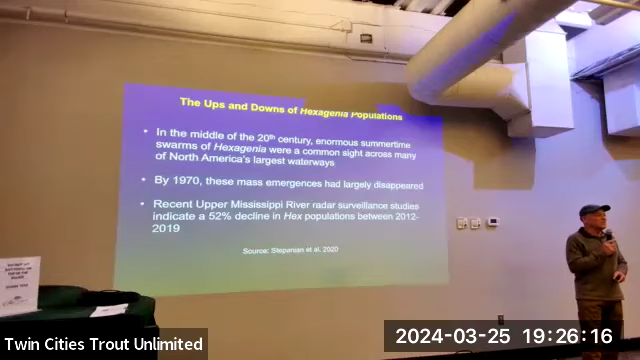 The Ups and Downs of Hexagenia Populations
• In the middle of the 20th century, enormous summertime
swarms of Hexagenia were a common sight across many
of North America's largest waterways
• By 1970, these mass emergences had largely disappeared
• Recent Upper Mississippi River radar surveillance studies
indicate a 52% decline in Hex populations between 2012-
2019
Source: Stepanian et al. 2020
Twin Cities Trout Unlimited
2024-03-25 19:26:16